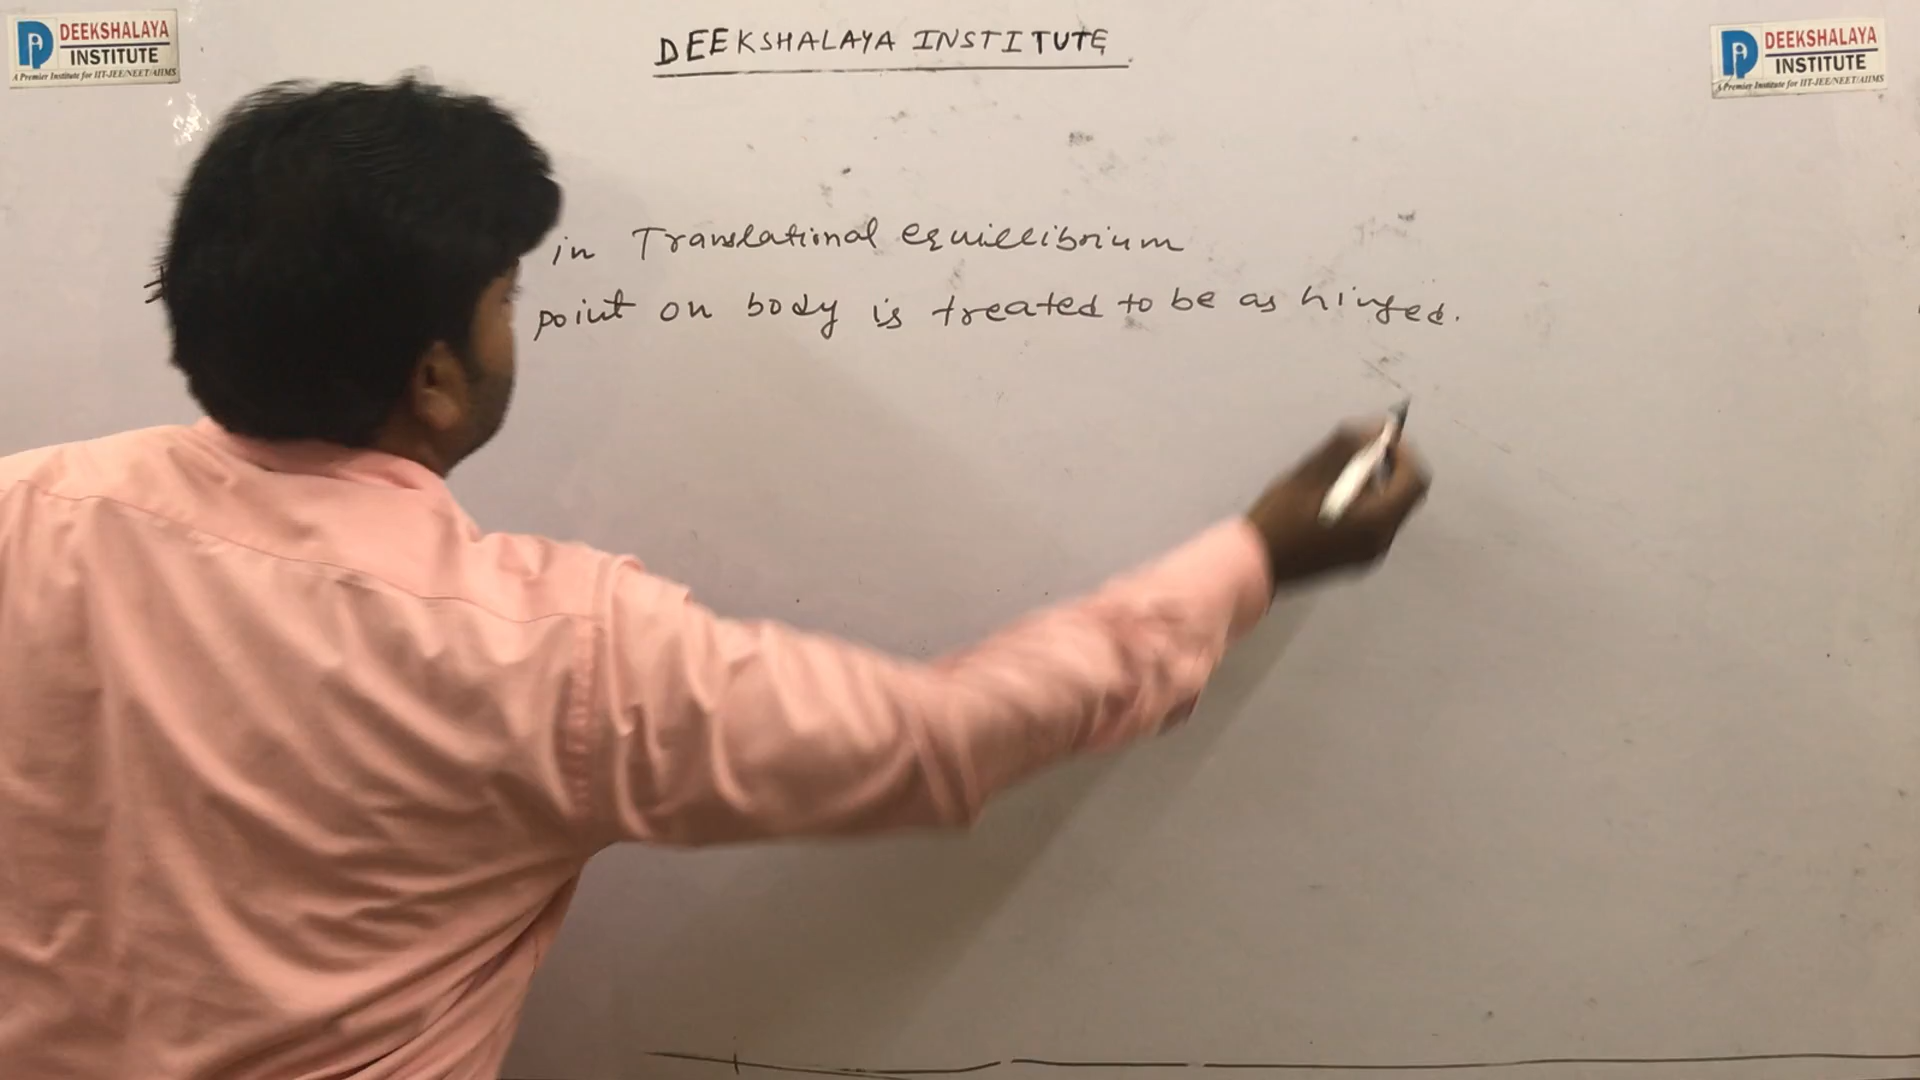 DEEKSHALAYA
INSTITUTE
A Premier Institute for IIT-JEE/NEET/AIIMS
DEEKSHALAYA INSTITUTE
DEEKSHALAYA
INSTITUTE
A Premier Institute for IIT-JEE/NEET/AIIMS
in Translational equillibrium
point on body is treated to be as hinged.